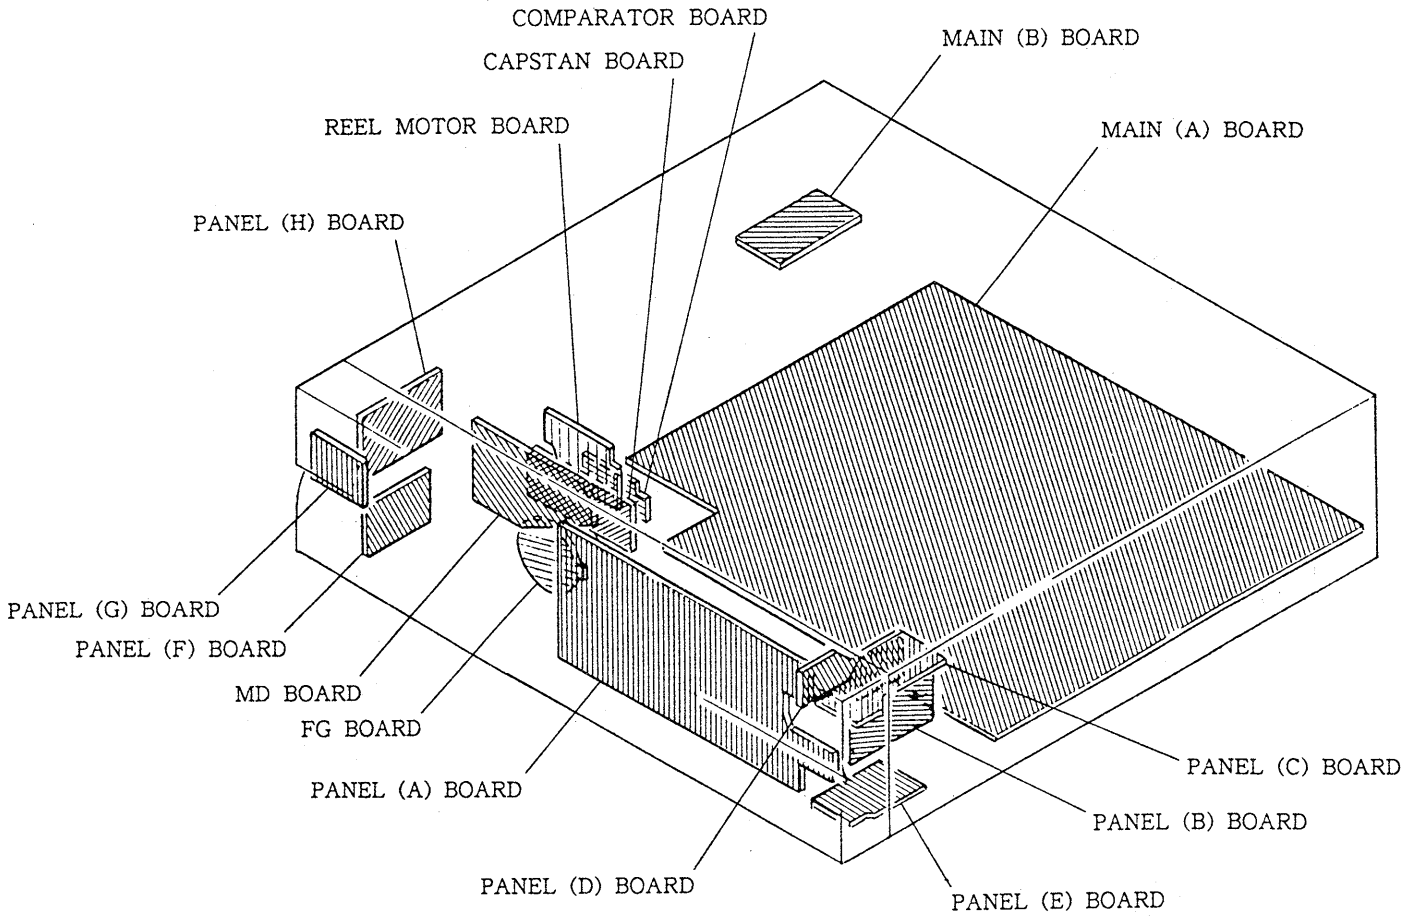 COMPARATOR BOARD
MAIN (B) BOARD
CAPSTAN BOARD
REEL MOTOR BOARD
MAIN (A) BOARD
PANEL (H) BOARD
PANEL (G) BOARD
PANEL (F) BOARD
MD BOARD
FG BOARD
PANEL (A) BOARD
PANEL (C) BOARD
PANEL (B) BOARD
PANEL (D) BOARD
PANEL (E) BOARD